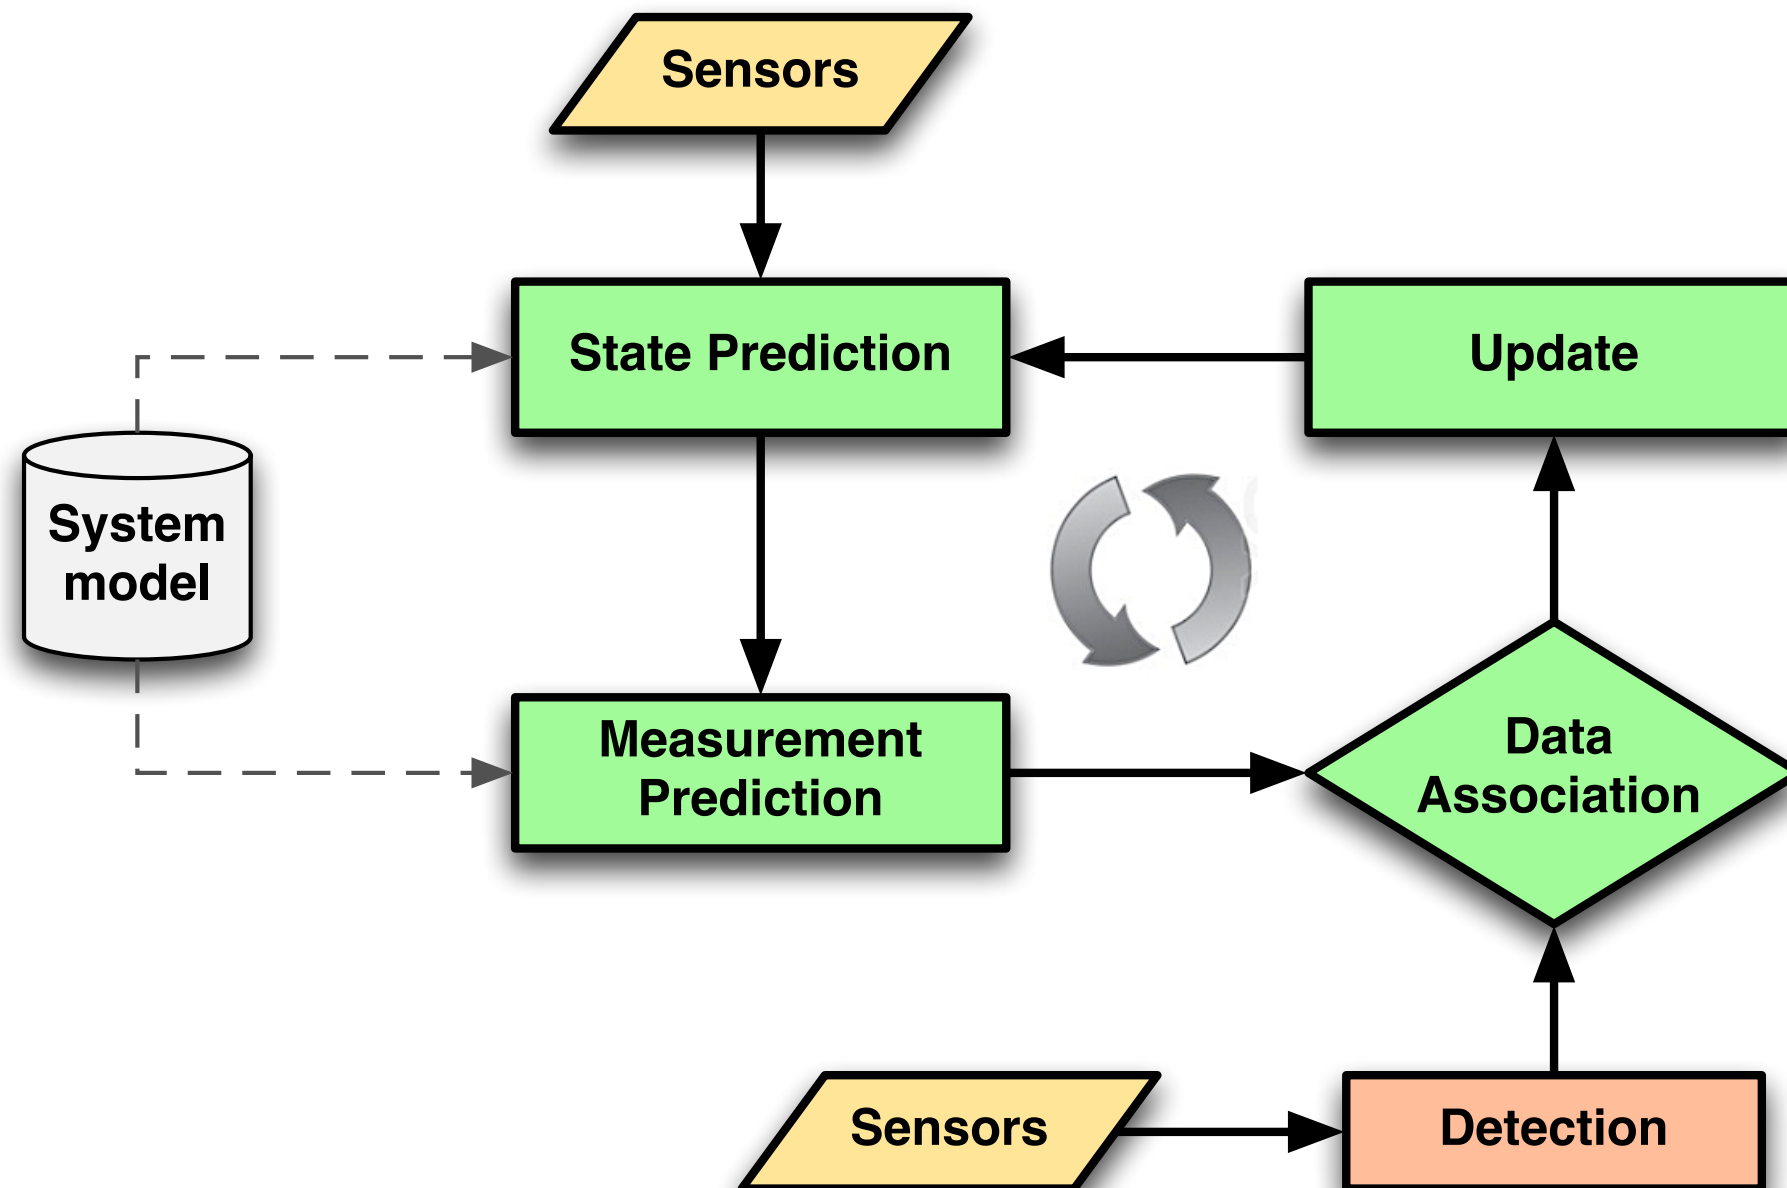 Sensors
State Prediction
Update
System
model
Measurement
Prediction
Data
Association
Sensors
Detection